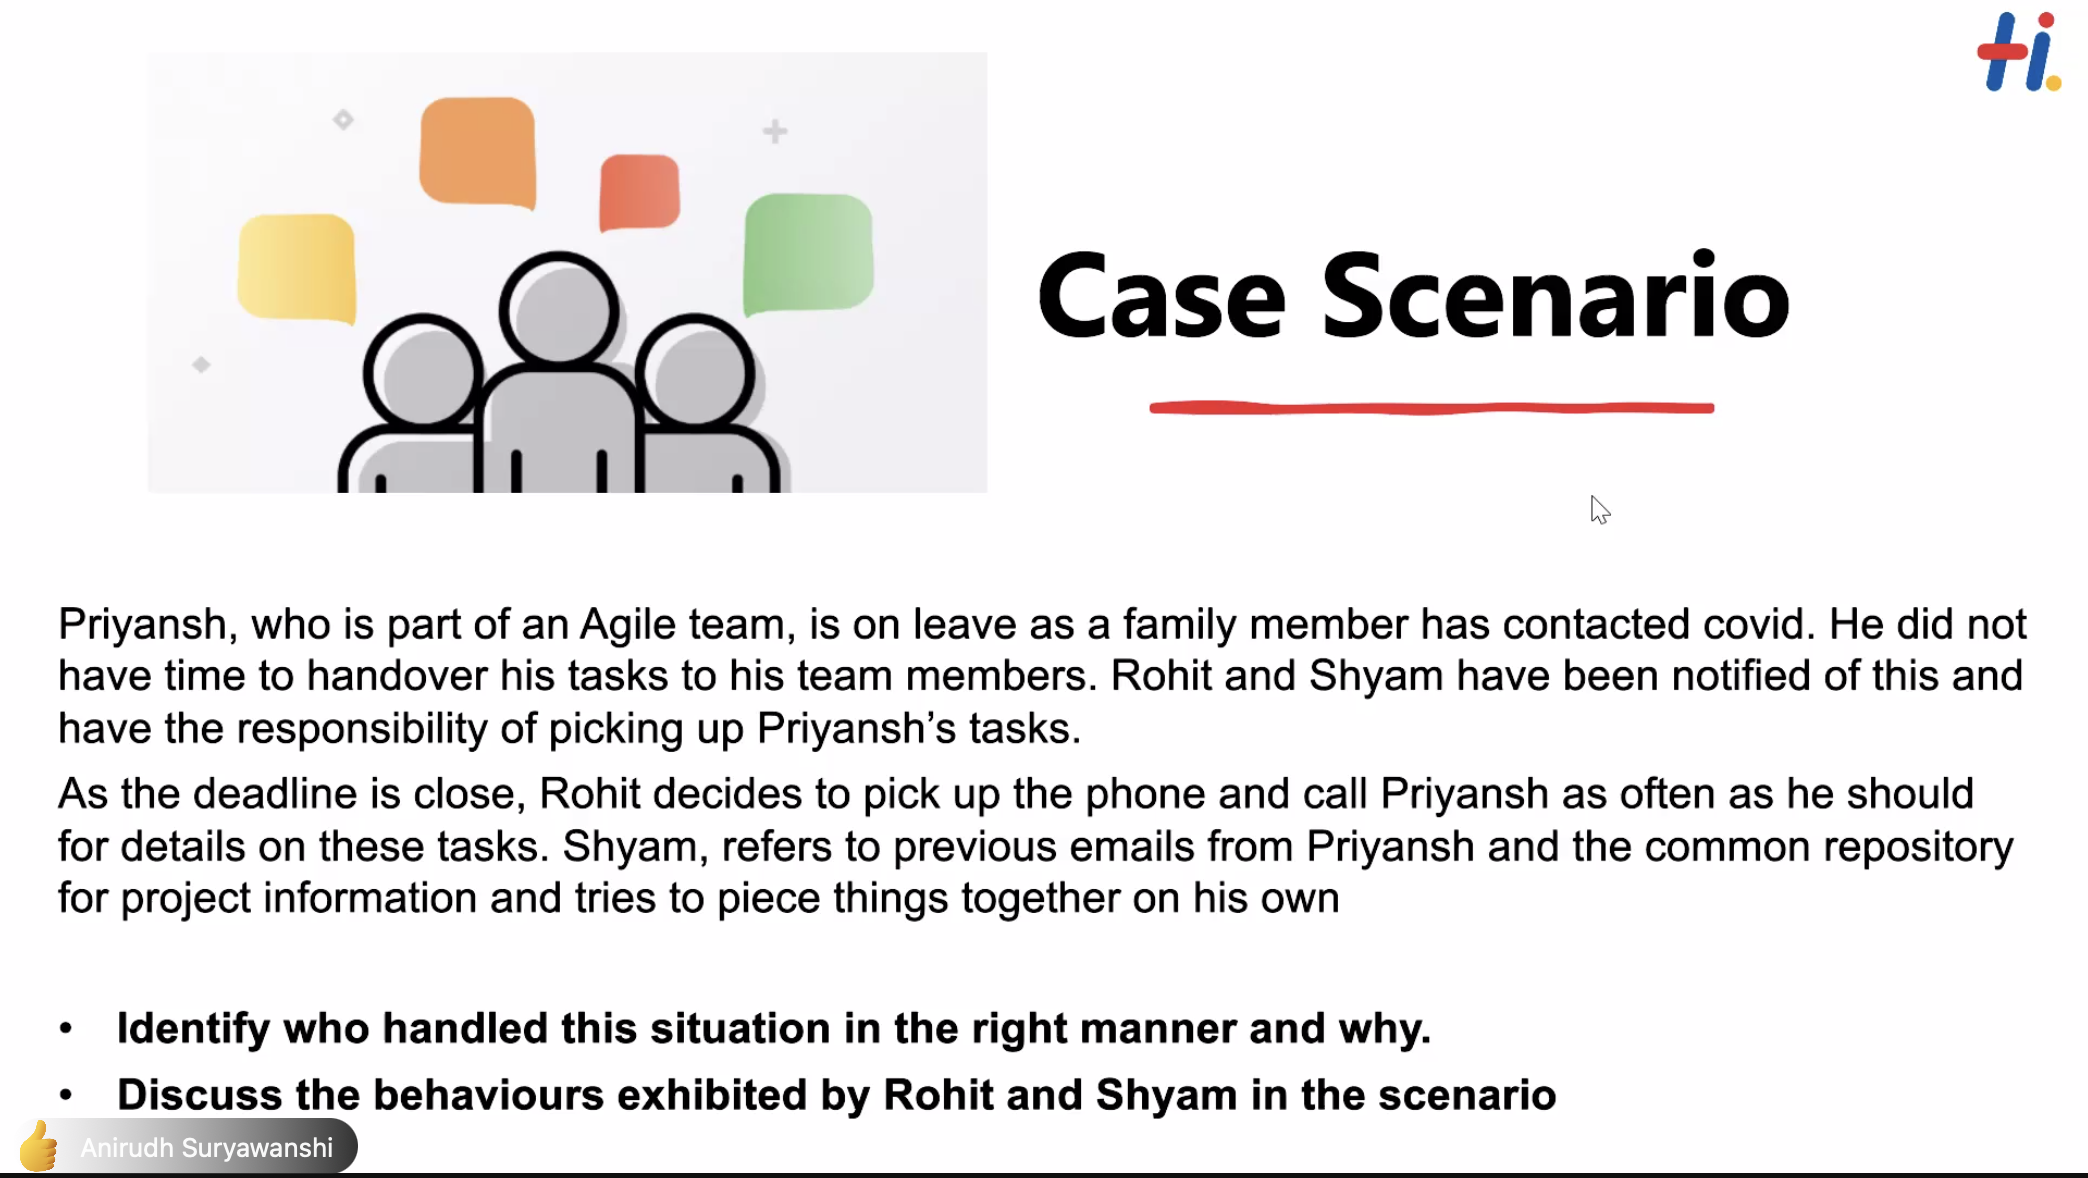 Hi.
Case Scenario
Priyansh, who is part of an Agile team, is on leave as a family member has contacted covid. He did not
have time to handover his tasks to his team members. Rohit and Shyam have been notified of this and
have the responsibility of picking up Priyansh’s tasks.
As the deadline is close, Rohit decides to pick up the phone and call Priyansh as often as he should
for details on these tasks. Shyam, refers to previous emails from Priyansh and the common repository
for project information and tries to piece things together on his own
• Identify who handled this situation in the right manner and why.
• Discuss the behaviours exhibited by Rohit and Shyam in the scenario
Anirudh Suryawanshi